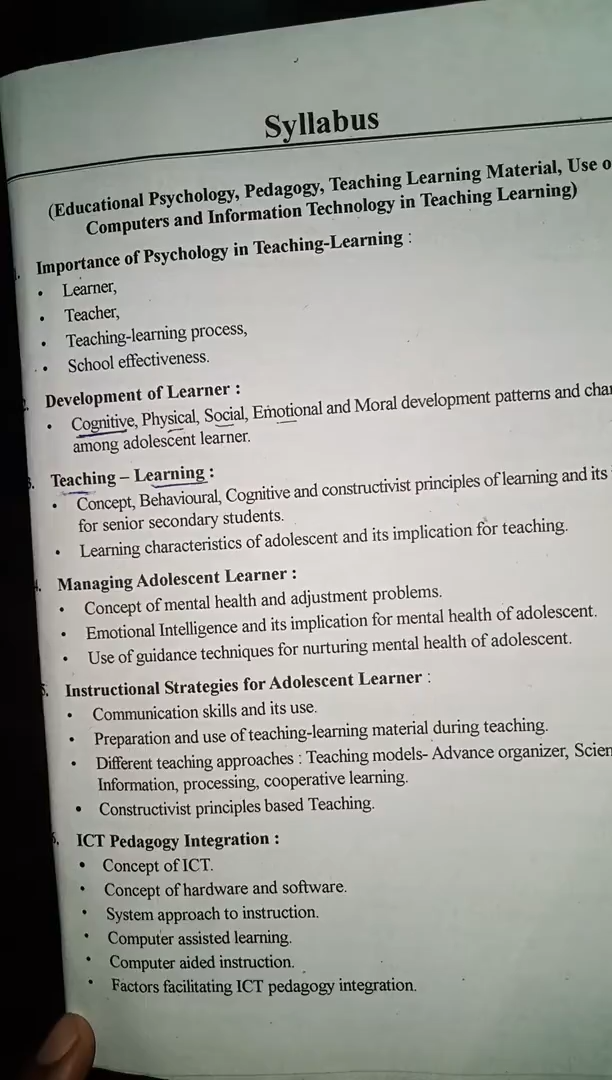 Syllabus
(Educational Psychology, Pedagogy, Teaching Learning Material, Use
Computers and Information Technology in Teaching Learning)
Importance of Psychology in Teaching-Learning :
• Learner,
• Teacher,
• Teaching-learning process,
• School effectiveness.
Development of Learner :
• Cognitive, Physical, Social, Emotional and Moral development patterns and
among adolescent learner.
Teaching – Learning :
• Concept, Behavioural, Cognitive and constructivist principles of learning and its
for senior secondary students.
• Learning characteristics of adolescent and its implication for teaching.
Managing Adolescent Learner :
• Concept of mental health and adjustment problems.
• Emotional Intelligence and its implication for mental health of adolescent.
• Use of guidance techniques for nurturing mental health of adolescent.
5. Instructional Strategies for Adolescent Learner :
• Communication skills and its use.
• Preparation and use of teaching-learning material during teaching.
• Different teaching approaches : Teaching models- Advance organizer,
Information, processing, cooperative learning.
• Constructivist principles based Teaching.
6. ICT Pedagogy Integration :
• Concept of ICT.
• Concept of hardware and software.
• System approach to instruction.
• Computer assisted learning.
• Computer aided instruction.
• Factors facilitating ICT pedagogy integration.